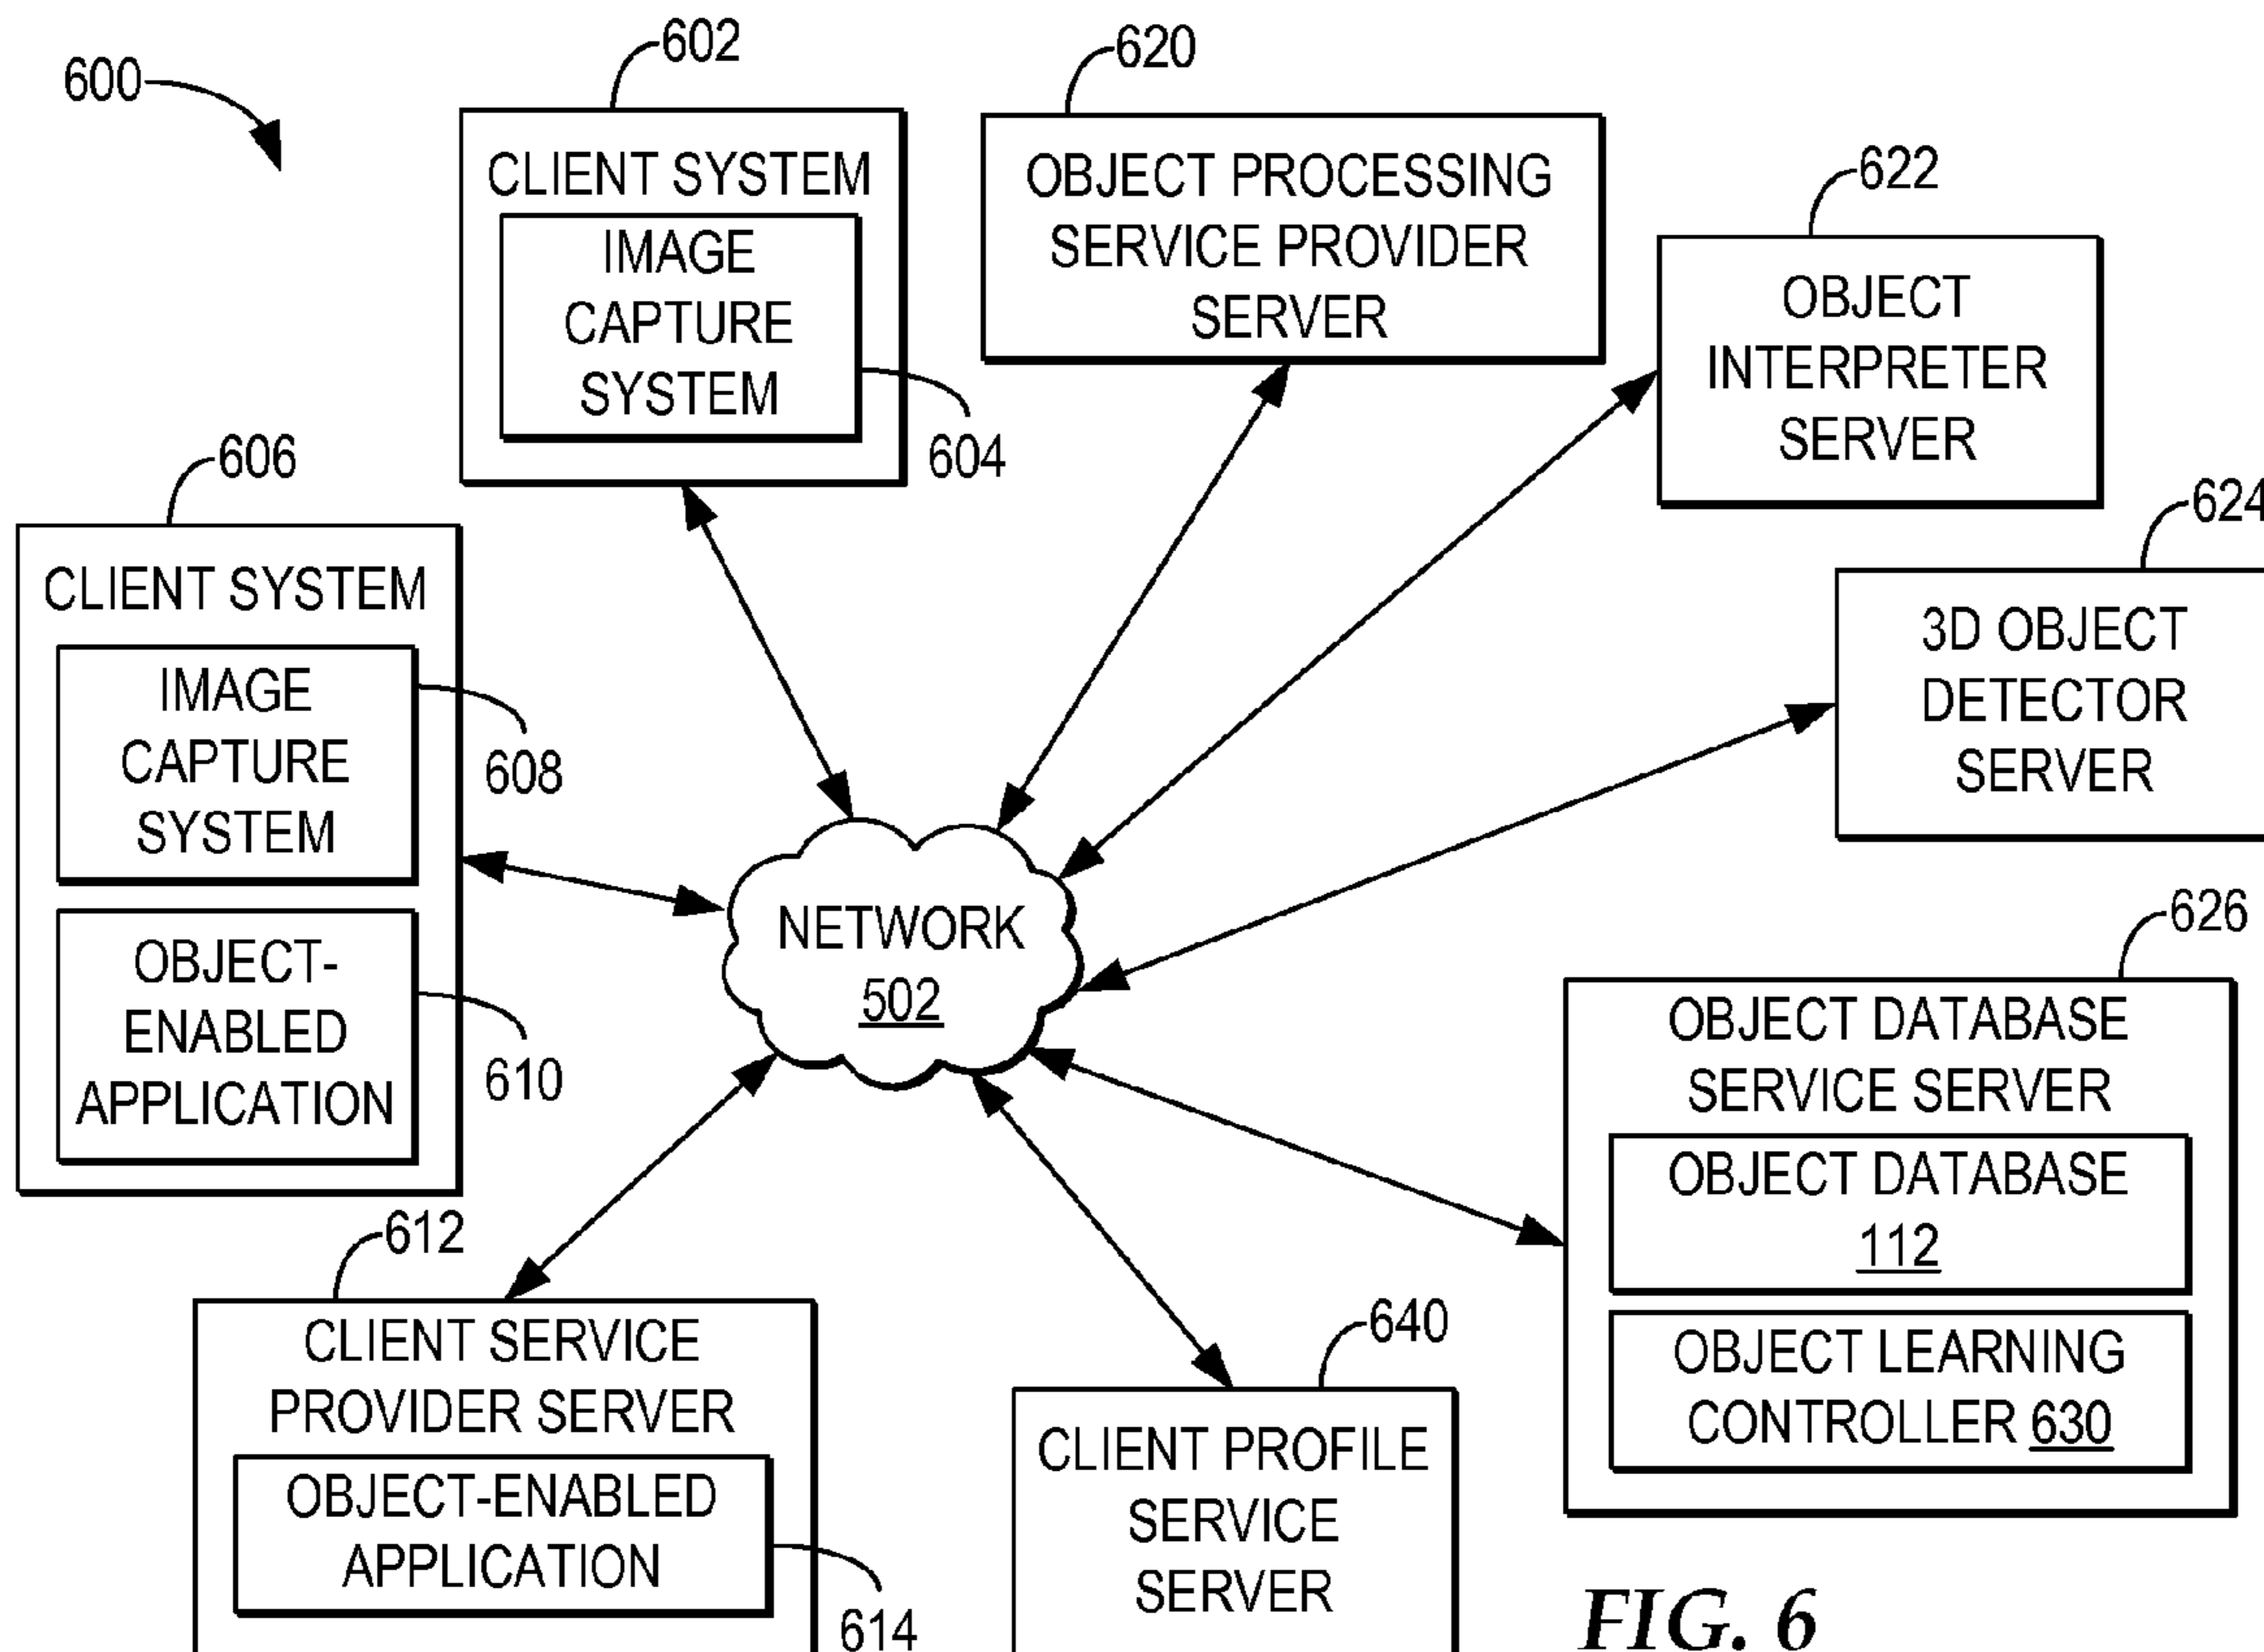 600
602
CLIENT SYSTEM
IMAGE
CAPTURE
SYSTEM
604
620
OBJECT PROCESSING
SERVICE PROVIDER
SERVER
622
OBJECT
INTERPRETER
SERVER
606
CLIENT SYSTEM
IMAGE
CAPTURE
SYSTEM
608
OBJECT-
ENABLED
APPLICATION
610
624
3D OBJECT
DETECTOR
SERVER
NETWORK
502
626
OBJECT DATABASE
SERVICE SERVER
OBJECT DATABASE
112
OBJECT LEARNING
CONTROLLER 630
612
CLIENT SERVICE
PROVIDER SERVER
OBJECT-ENABLED
APPLICATION
614
640
CLIENT PROFILE
SERVICE
SERVER
FIG. 6